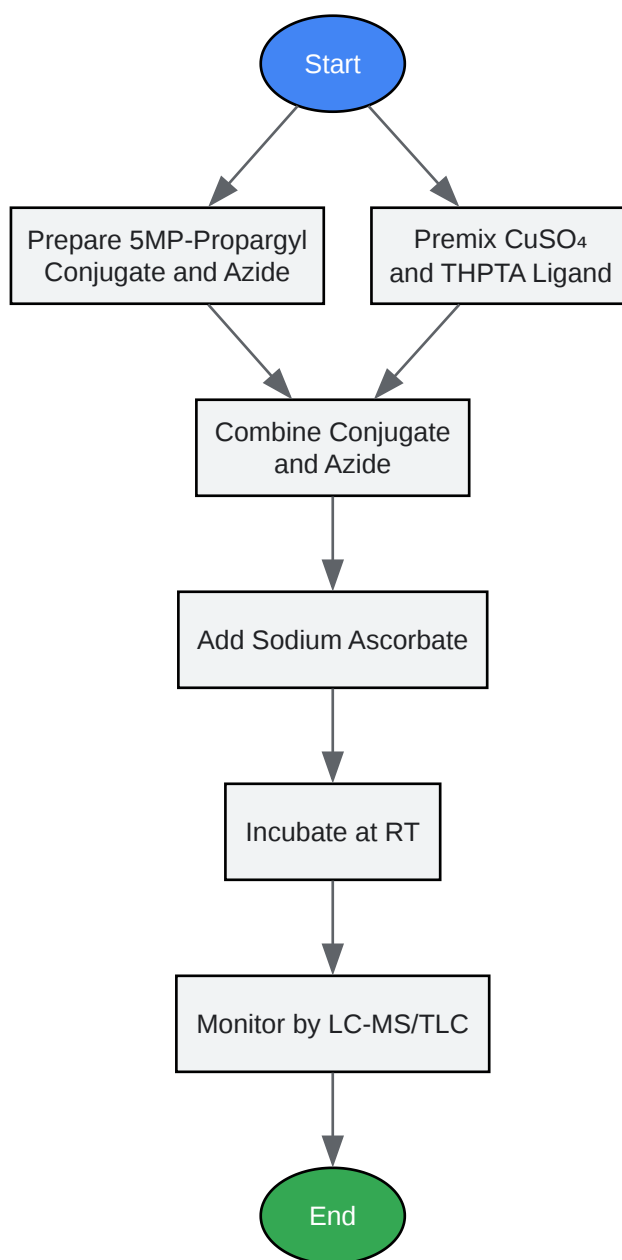 Start
Prepare 5MP-Propargyl
Conjugate and Azide
Premix CuSO₄
and THPTA Ligand
Combine Conjugate
and Azide
Add Sodium Ascorbate
Incubate at RT
Monitor by LC-MS/TLC
End